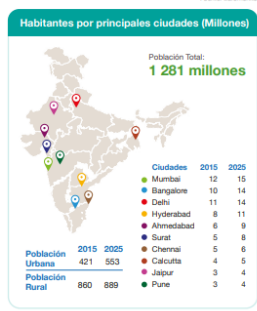 Habitantes por principales ciudades (Millones)
Población Total:
1 281 millones
Ciudades 2015 2025
Mumbai 12 15
Bangalore 10 14
Delhi 11 14
Hyderabad 8 11
Ahmedabad 6 9
Surat 5 8
Chennai 5 6
Calcutta 4 5
Jaipur 3 4
Pune 3 4
2015 2025
Población
Urbana 421 553
Población
Rural 860 889